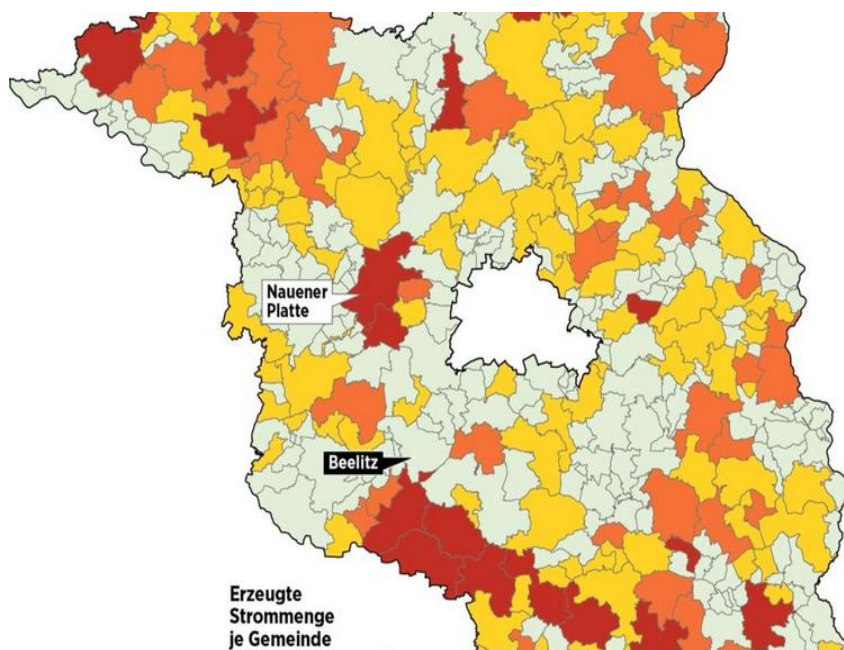 Nauener
Platte
Beelitz
Erzeugte
Strommenge
je Gemeinde